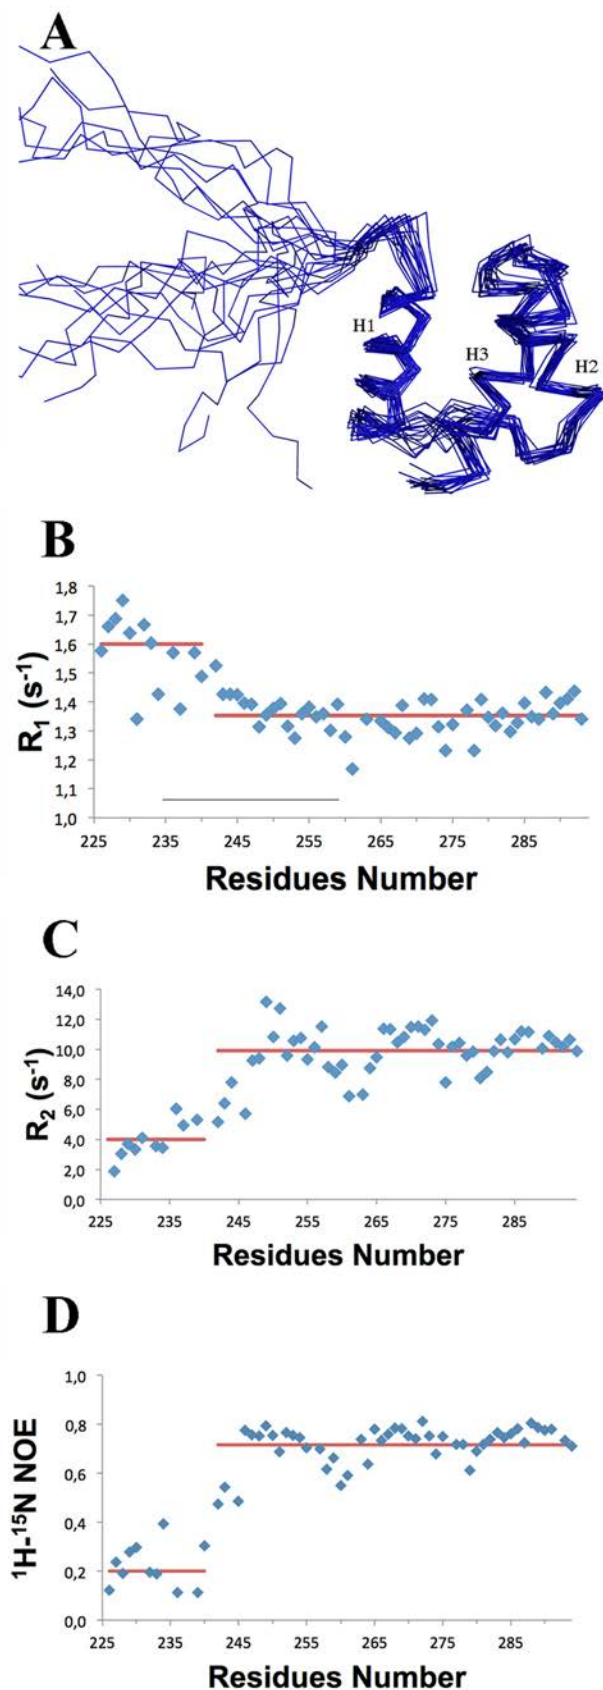 A
H1
H3
H2
B
R1 (s-1)
1,8
1,7
1,6
1,5
1,4
1,3
1,2
1,1
1,0
225 235 245 255 265 275 285
Residues Number
C
R2 (s-1)
14,0
12,0
10,0
8,0
6,0
4,0
2,0
0,0
225 235 245 255 265 275 285
Residues Number
D
1H-15N NOE
1,0
0,8
0,6
0,4
0,2
0,0
225 235 245 255 265 275 285
Residues Number